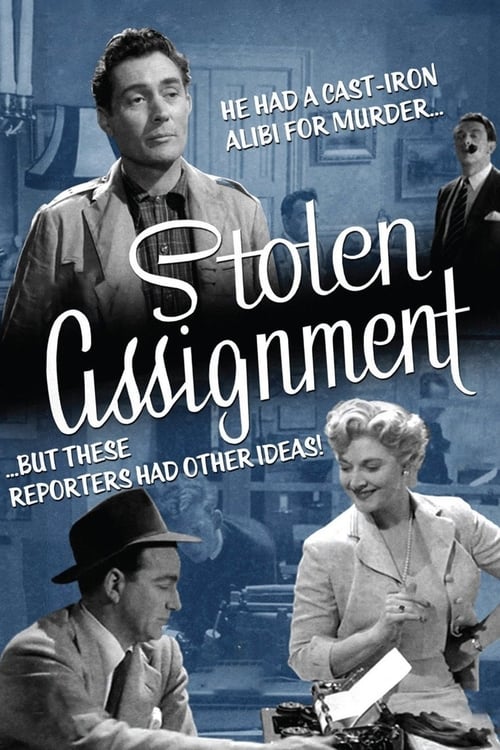 HE HAD A CAST-IRON
ALIBI FOR MURDER...
Stolen
assignment
...BUT THESE
REPORTERS HAD OTHER IDEAS!